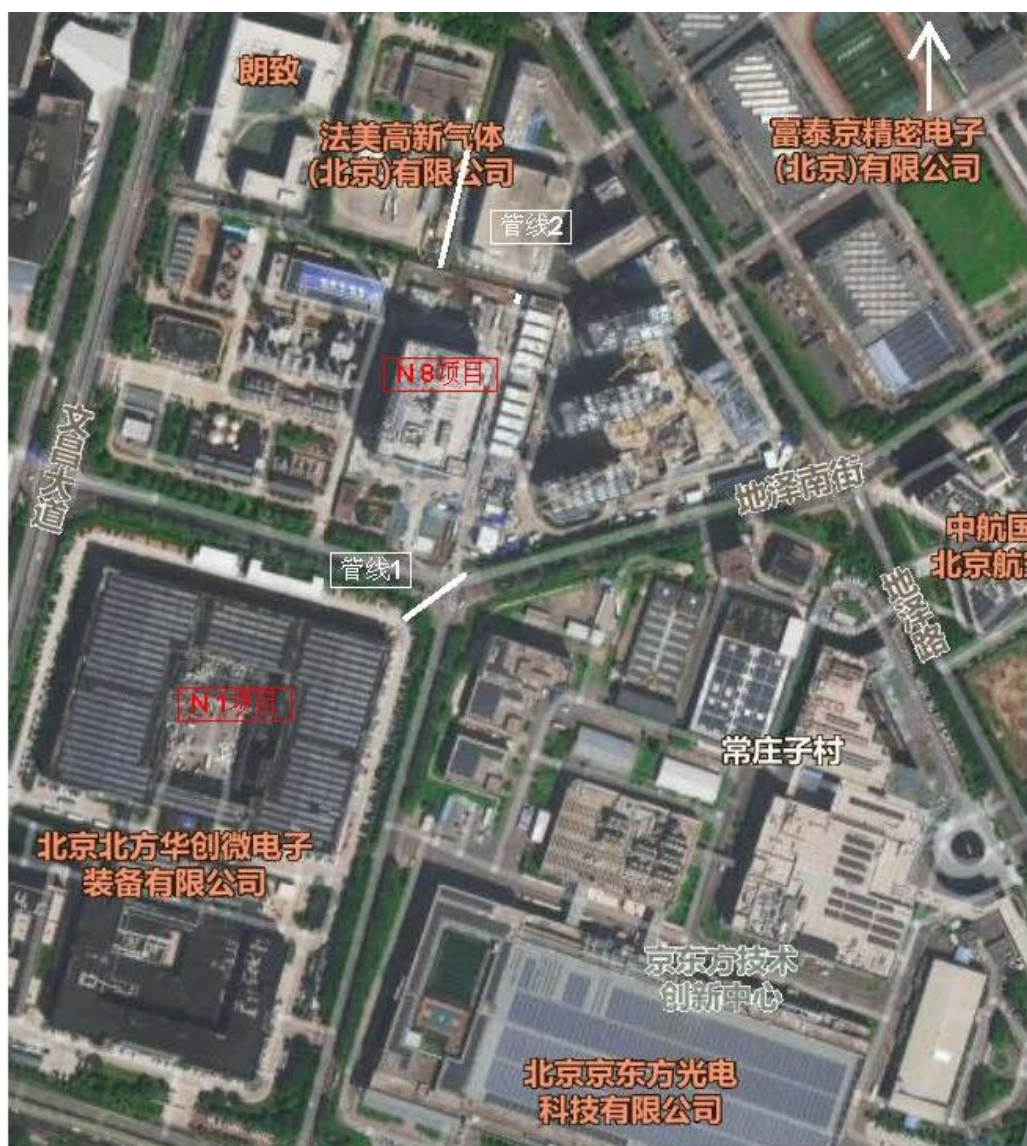 朗致
法美高新气体
(北京)有限公司
富泰京精密电子
(北京)有限公司
管线2
N8项目
文昌大道
地泽南街
管线1
中航国
北京航
地泽路
N1项目
常庄子村
北京北方华创微电子
装备有限公司
京东方技术
创新中心
北京京东方光电
科技有限公司